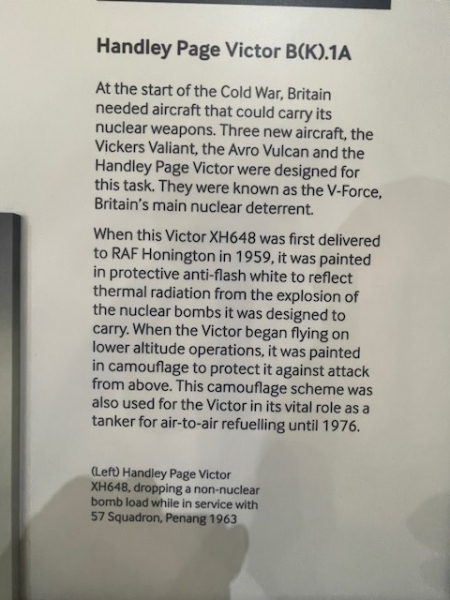 Handley Page Victor B(K).1A
At the start of the Cold War, Britain
needed aircraft that could carry its
nuclear weapons. Three new aircraft, the
Vickers Valiant, the Avro Vulcan and the
Handley Page Victor were designed for
this task. They were known as the V-Force,
Britain's main nuclear deterrent.
When this Victor XH648 was first delivered
to RAF Honington in 1959, it was painted
in protective anti-flash white to reflect
thermal radiation from the explosion of
the nuclear bombs it was designed to
carry. When the Victor began flying on
lower altitude operations, it was painted
in camouflage to protect it against attack
from above. This camouflage scheme was
also used for the Victor in its vital role as a
tanker for air-to-air refuelling until 1976.
(Left) Handley Page Victor
XH648, dropping a non-nuclear
bomb load while in service with
57 Squadron, Penang 1963